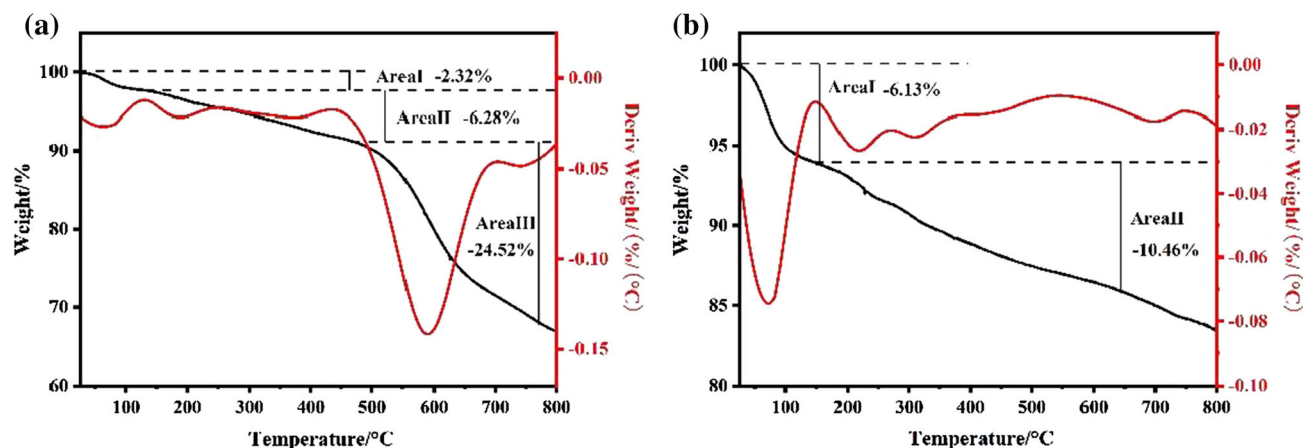 (a)
Weight/%
100
90
80
70
60
AreaI -2.32%
AreaII -6.28%
AreaIII
-24.52%
0.00
-0.05
-0.10
-0.15
Deriv Weight/(%/(°C)
100 200 300 400 500 600 700 800
Temperature/°C
(b)
Weight/%
100
95
90
85
80
AreaI -6.13%
AreaII
-10.46%
0.00
-0.02
-0.04
-0.06
-0.08
-0.10
Deriv Weight/(%/(°C)
100 200 300 400 500 600 700 800
Temperature/°C